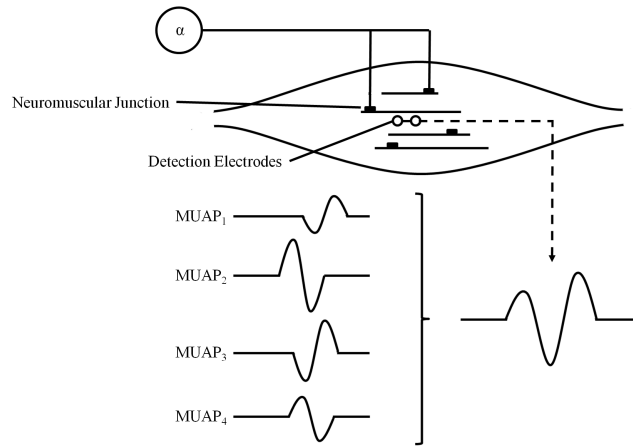 α
Neuromuscular Junction
Detection Electrodes
MUAP₁
MUAP₂
MUAP₃
MUAP₄